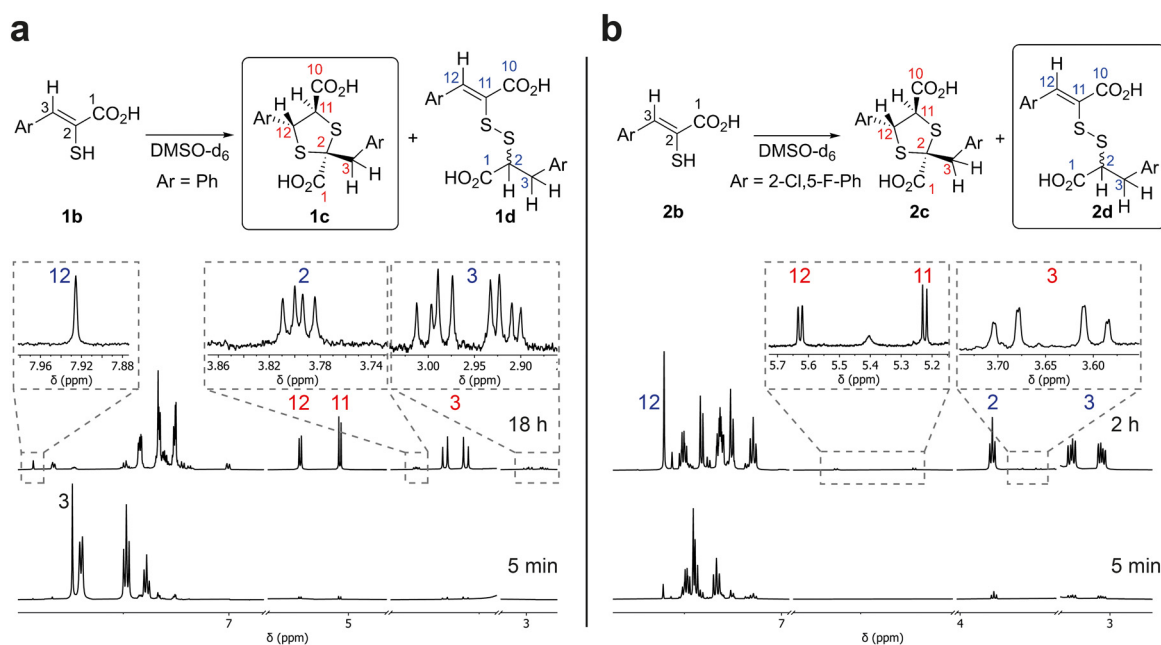 a
b
H
3
1
CO₂H
Ar
2
SH
1b
DMSO-d₆
Ar = Ph
10
CO₂H
H
H
11
Ar
12
S
S
2
Ar
3
H
H
HO₂C
1
1c
+
H
10
12
11
CO₂H
Ar
S
S
1
2
Ar
3
HO₂C
H
H
H
1d
H
3
1
CO₂H
Ar
2
SH
2b
DMSO-d₆
Ar = 2-Cl,5-F-Ph
10
CO₂H
H
H
11
Ar
12
S
S
2
Ar
3
H
H
HO₂C
1
2c
+
H
10
12
11
CO₂H
Ar
S
S
1
2
Ar
3
HO₂C
H
H
H
2d
12
7.96 7.92 7.88
δ (ppm)
2
3.86 3.82 3.78 3.74
δ (ppm)
3
3.00 2.95 2.90
δ (ppm)
12
11
3
18 h
3
5 min
7 5 3
δ (ppm)
12
11
5.7 5.6 5.5 5.4 5.3 5.2
δ (ppm)
3
3.70 3.65 3.60
δ (ppm)
12
2
3
2 h
5 min
7 4 3
δ (ppm)